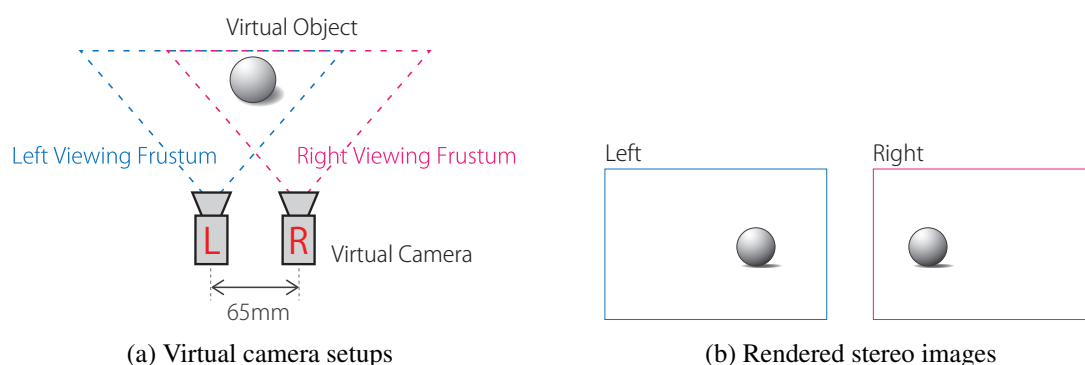 Virtual Object
Left Viewing Frustum
Right Viewing Frustum
L
R
Virtual Camera
65mm
(a) Virtual camera setups
Left
Right
(b) Rendered stereo images